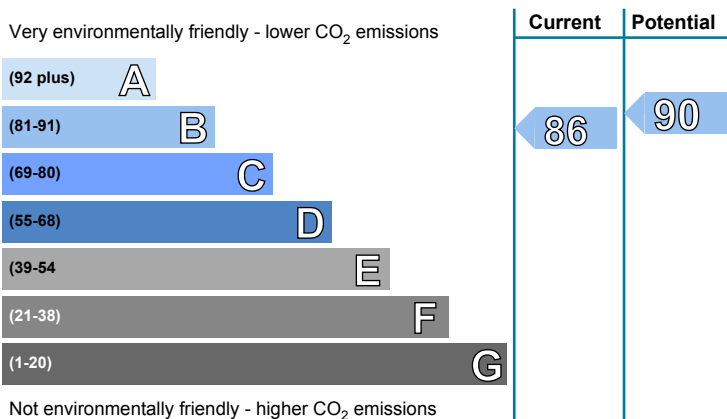 Very environmentally friendly - lower CO2 emissions
Current
Potential
(92 plus) A
(81-91) B
(69-80) C
(55-68) D
(39-54 E
(21-38) F
(1-20) G
86
90
Not environmentally friendly - higher CO2 emissions